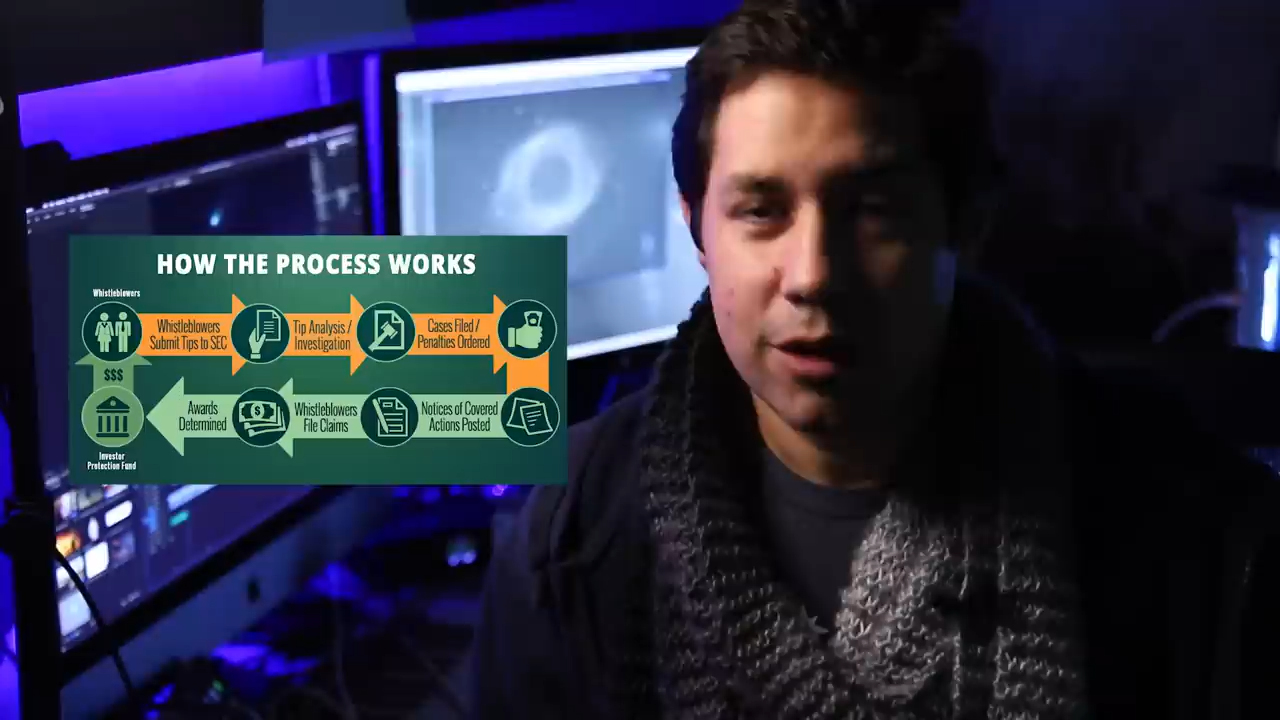 HOW THE PROCESS WORKS
Whistleblowers
Whistleblowers
Submit Tips to SEC
Tip Analysis /
Investigation
Cases Filed /
Penalties Ordered
$$$
Awards
Determined
$
Whistleblowers
File Claims
Notices of Covered
Actions Posted
Investor
Protection Fund